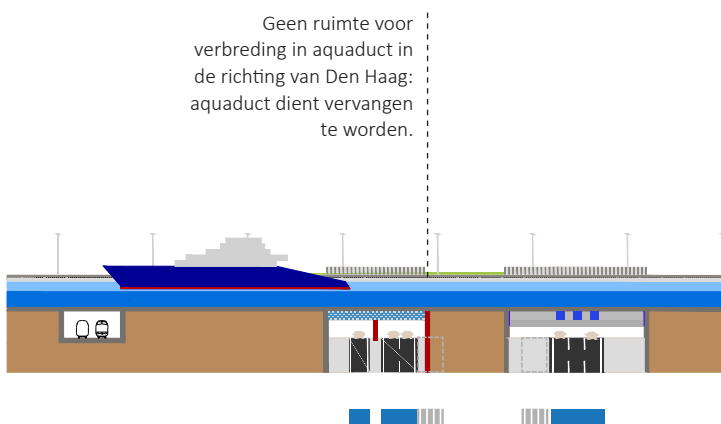 Geen ruimte voor
verbreding in aquaduct in
de richting van Den Haag:
aquaduct dient vervangen
te worden.